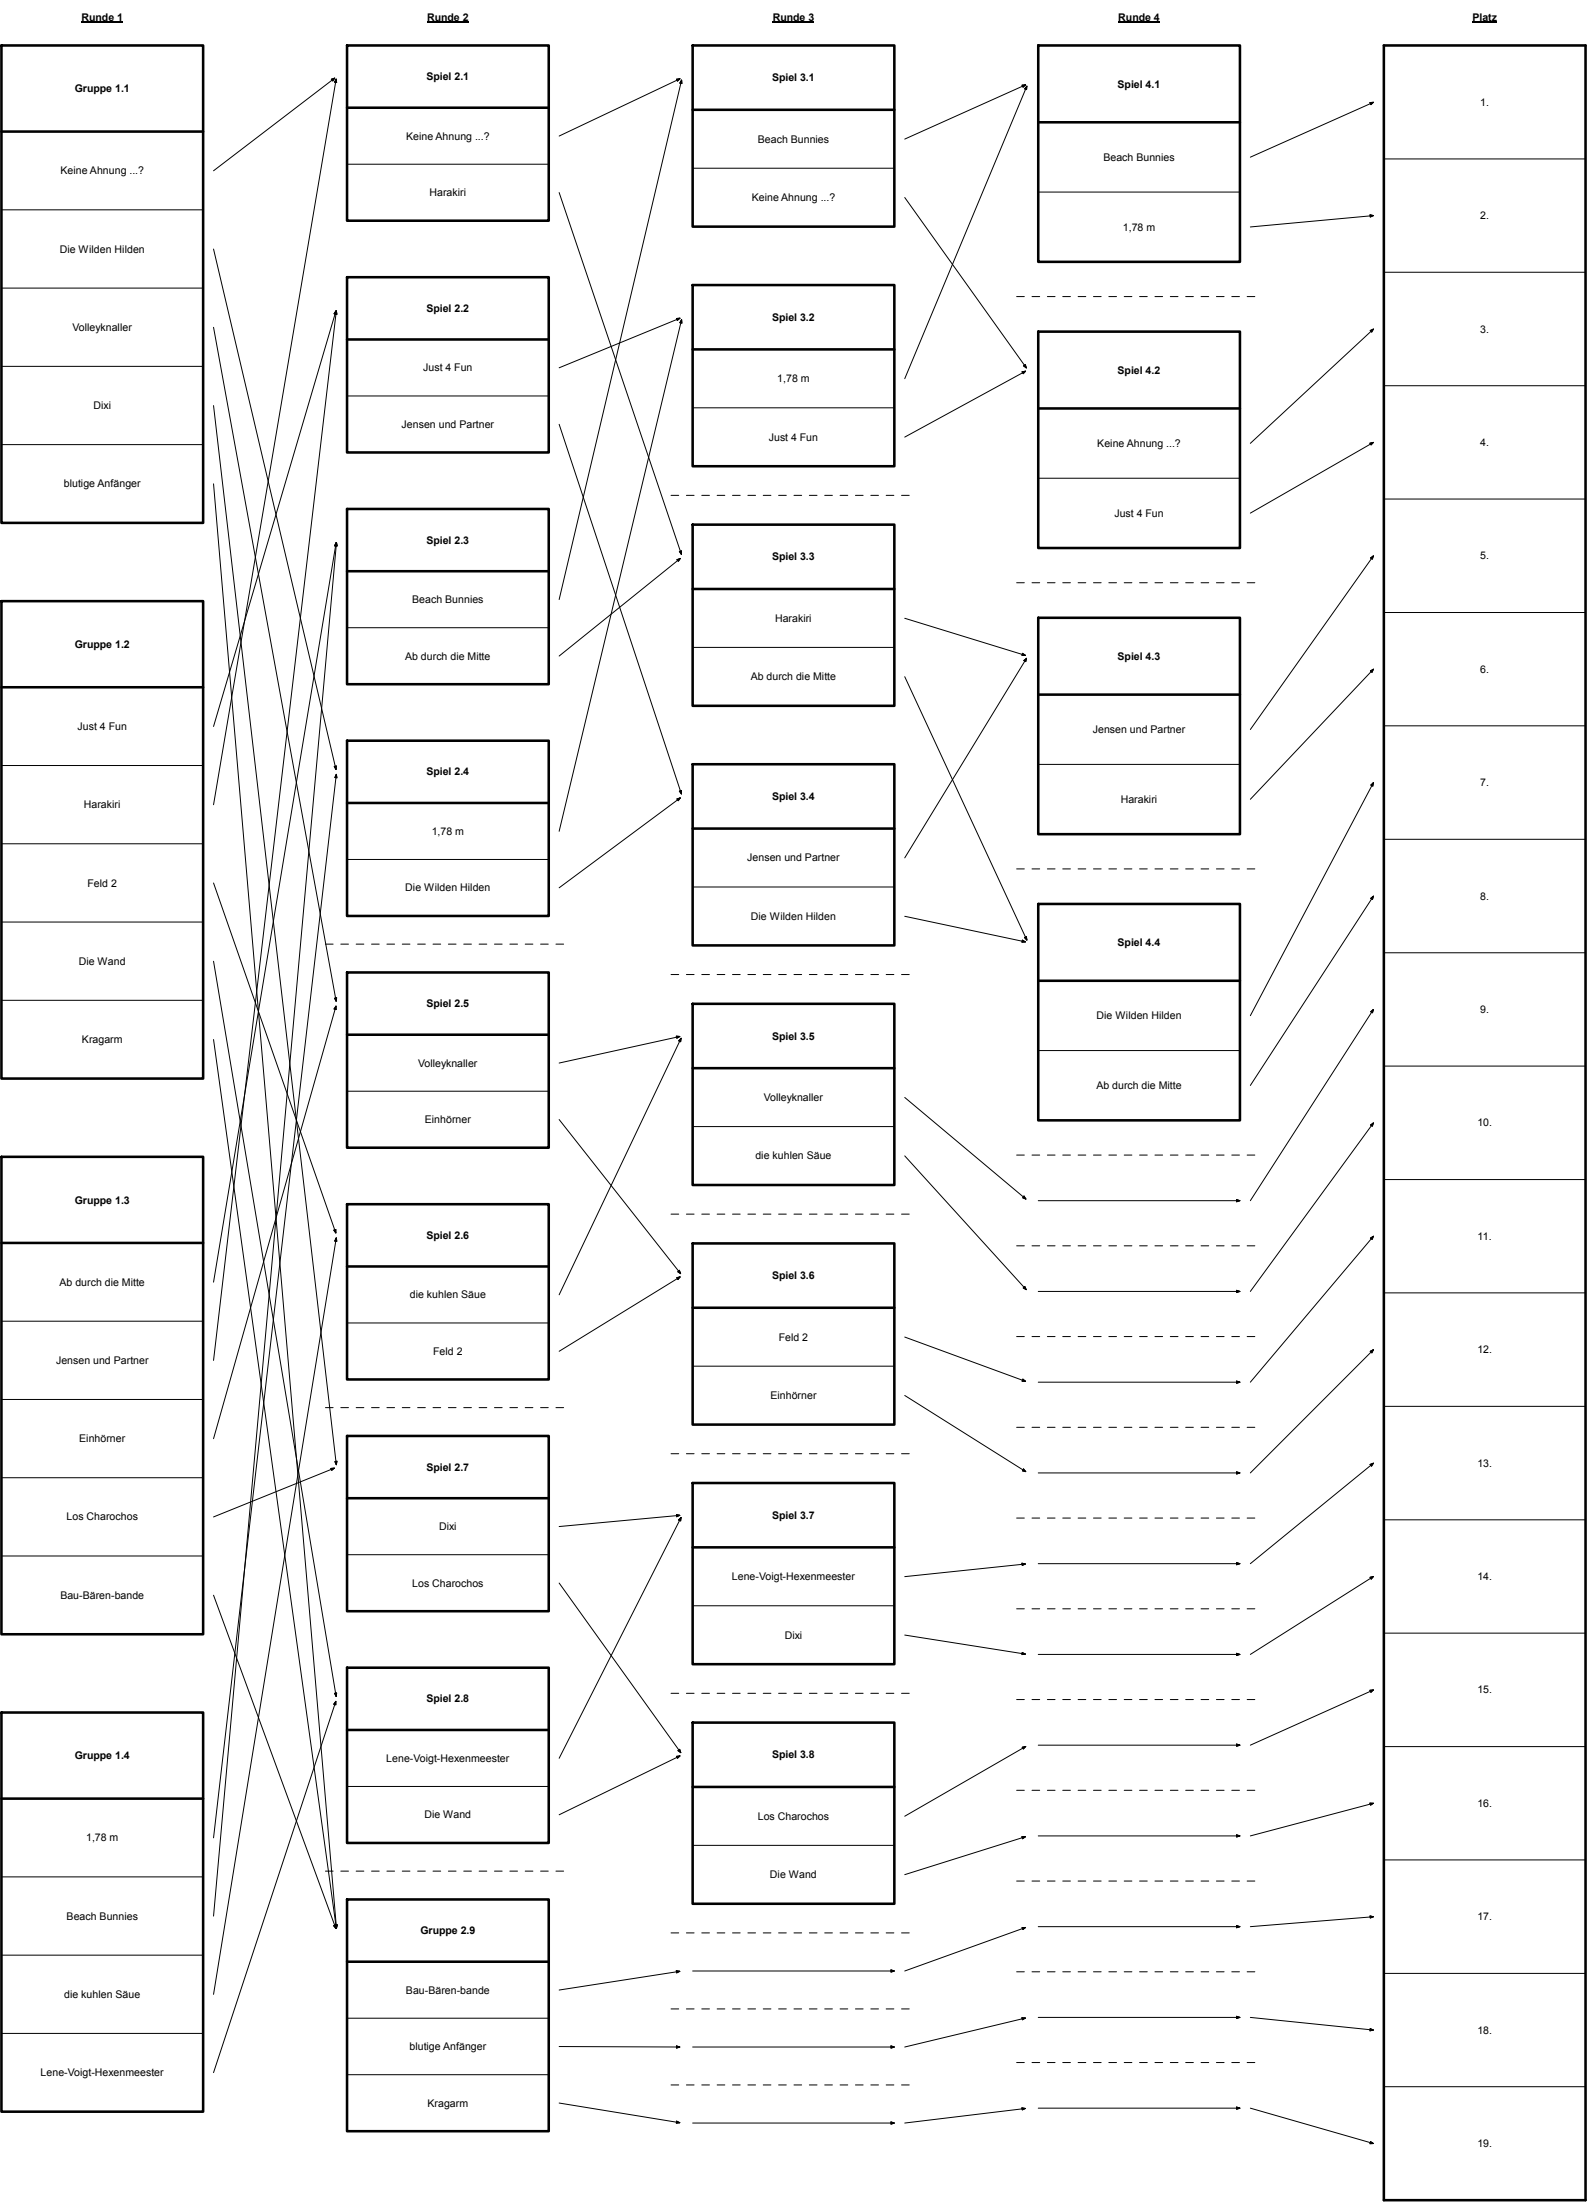 Runde 1
Runde 2
Runde 3
Runde 4
Platz
Gruppe 1.1
Keine Ahnung ...?
Die Wilden Hilden
Volleyknaller
Dixi
blutige Anfänger
Gruppe 1.2
Just 4 Fun
Harakiri
Feld 2
Die Wand
Kragarm
Gruppe 1.3
Ab durch die Mitte
Jensen und Partner
Einhörner
Los Charochos
Bau-Bären-bande
Gruppe 1.4
1,78 m
Beach Bunnies
die kuhlen Säue
Lene-Voigt-Hexenmeester
Spiel 2.1
Keine Ahnung ...?
Harakiri
Spiel 2.2
Just 4 Fun
Jensen und Partner
Spiel 2.3
Beach Bunnies
Ab durch die Mitte
Spiel 2.4
1,78 m
Die Wilden Hilden
Spiel 2.5
Volleyknaller
Einhörner
Spiel 2.6
die kuhlen Säue
Feld 2
Spiel 2.7
Dixi
Los Charochos
Spiel 2.8
Lene-Voigt-Hexenmeester
Die Wand
Gruppe 2.9
Bau-Bären-bande
blutige Anfänger
Kragarm
Spiel 3.1
Beach Bunnies
Keine Ahnung ...?
Spiel 3.2
1,78 m
Just 4 Fun
Spiel 3.3
Harakiri
Ab durch die Mitte
Spiel 3.4
Jensen und Partner
Die Wilden Hilden
Spiel 3.5
Volleyknaller
die kuhlen Säue
Spiel 3.6
Feld 2
Einhörner
Spiel 3.7
Lene-Voigt-Hexenmeester
Dixi
Spiel 3.8
Los Charochos
Die Wand
Spiel 4.1
Beach Bunnies
1,78 m
Spiel 4.2
Keine Ahnung ...?
Just 4 Fun
Spiel 4.3
Jensen und Partner
Harakiri
Spiel 4.4
Die Wilden Hilden
Ab durch die Mitte
1.
2.
3.
4.
5.
6.
7.
8.
9.
10.
11.
12.
13.
14.
15.
16.
17.
18.
19.